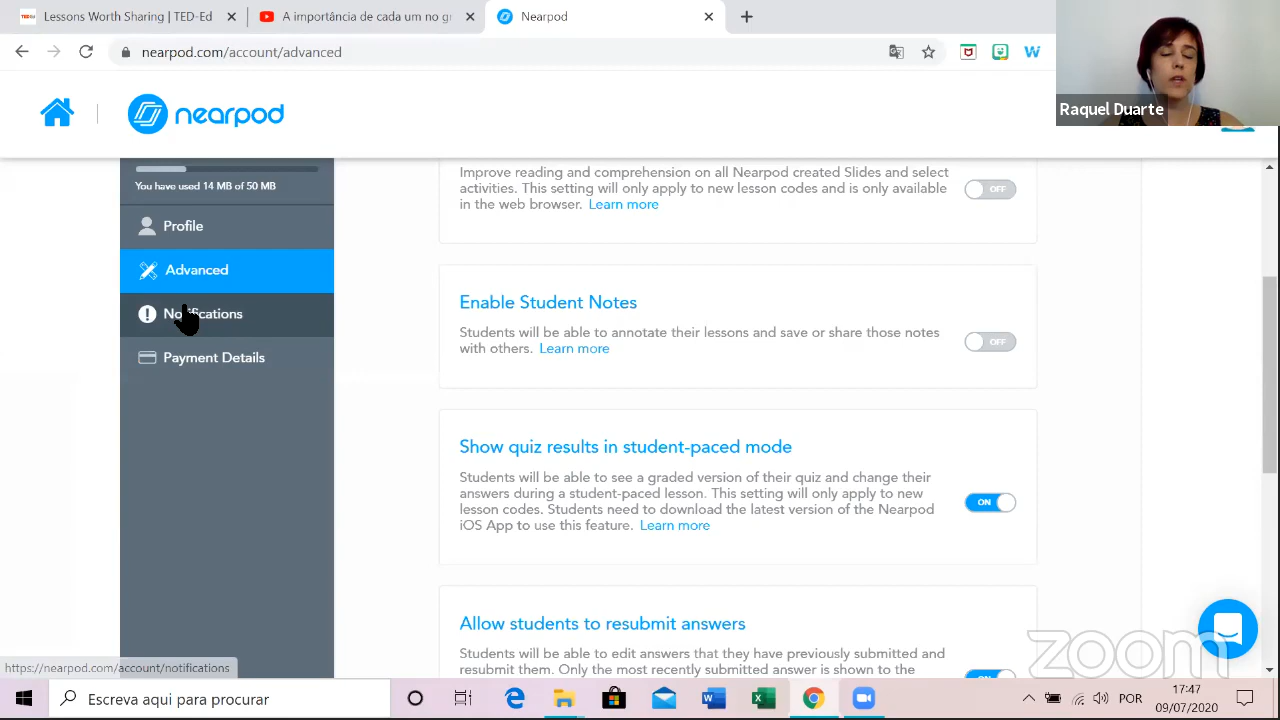 Lessons Worth Sharing | TED-Ed
A importância de cada um no gr
Nearpod
nearpod.com/account/advanced
Raquel Duarte
nearpod
You have used 14 MB of 50 MB
Profile
Advanced
Notifications
Payment Details
Improve reading and comprehension on all Nearpod created Slides and select
activities. This setting will only apply to new lesson codes and is only available
in the web browser. Learn more
OFF
Enable Student Notes
Students will be able to annotate their lessons and save or share those notes
with others. Learn more
OFF
Show quiz results in student-paced mode
Students will be able to see a graded version of their quiz and change their
answers during a student-paced lesson. This setting will only apply to new
lesson codes. Students need to download the latest version of the Nearpod
iOS App to use this feature. Learn more
ON
Allow students to resubmit answers
Students will be able to edit answers that they have previously submitted and
resubmit them. Only the most recently submitted answer is shown to the
ON
zoom
https://nearpod.com/account/notifications
Escreva aqui para procurar
POR
17:47
09/07/2020